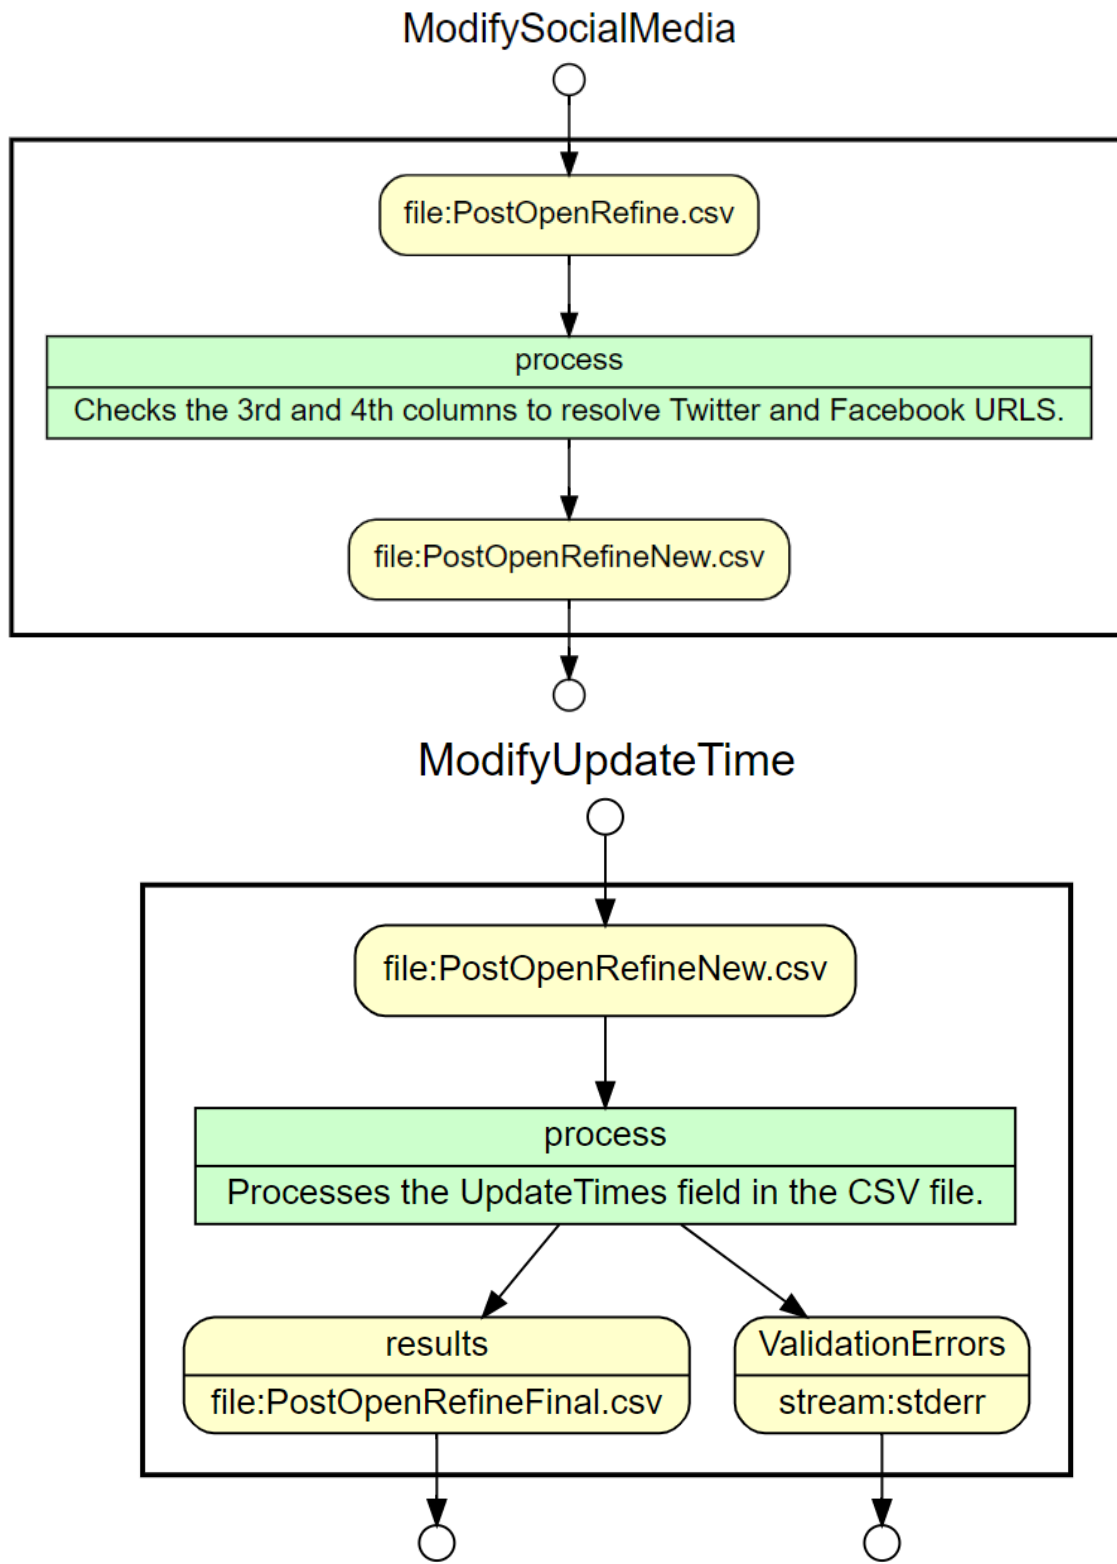 ModifySocialMedia
file:PostOpenRefine.csv
process
Checks the 3rd and 4th columns to resolve Twitter and Facebook URLS.
file:PostOpenRefineNew.csv
ModifyUpdateTime
file:PostOpenRefineNew.csv
process
Processes the UpdateTimes field in the CSV file.
results
file:PostOpenRefineFinal.csv
ValidationErrors
stream:stderr